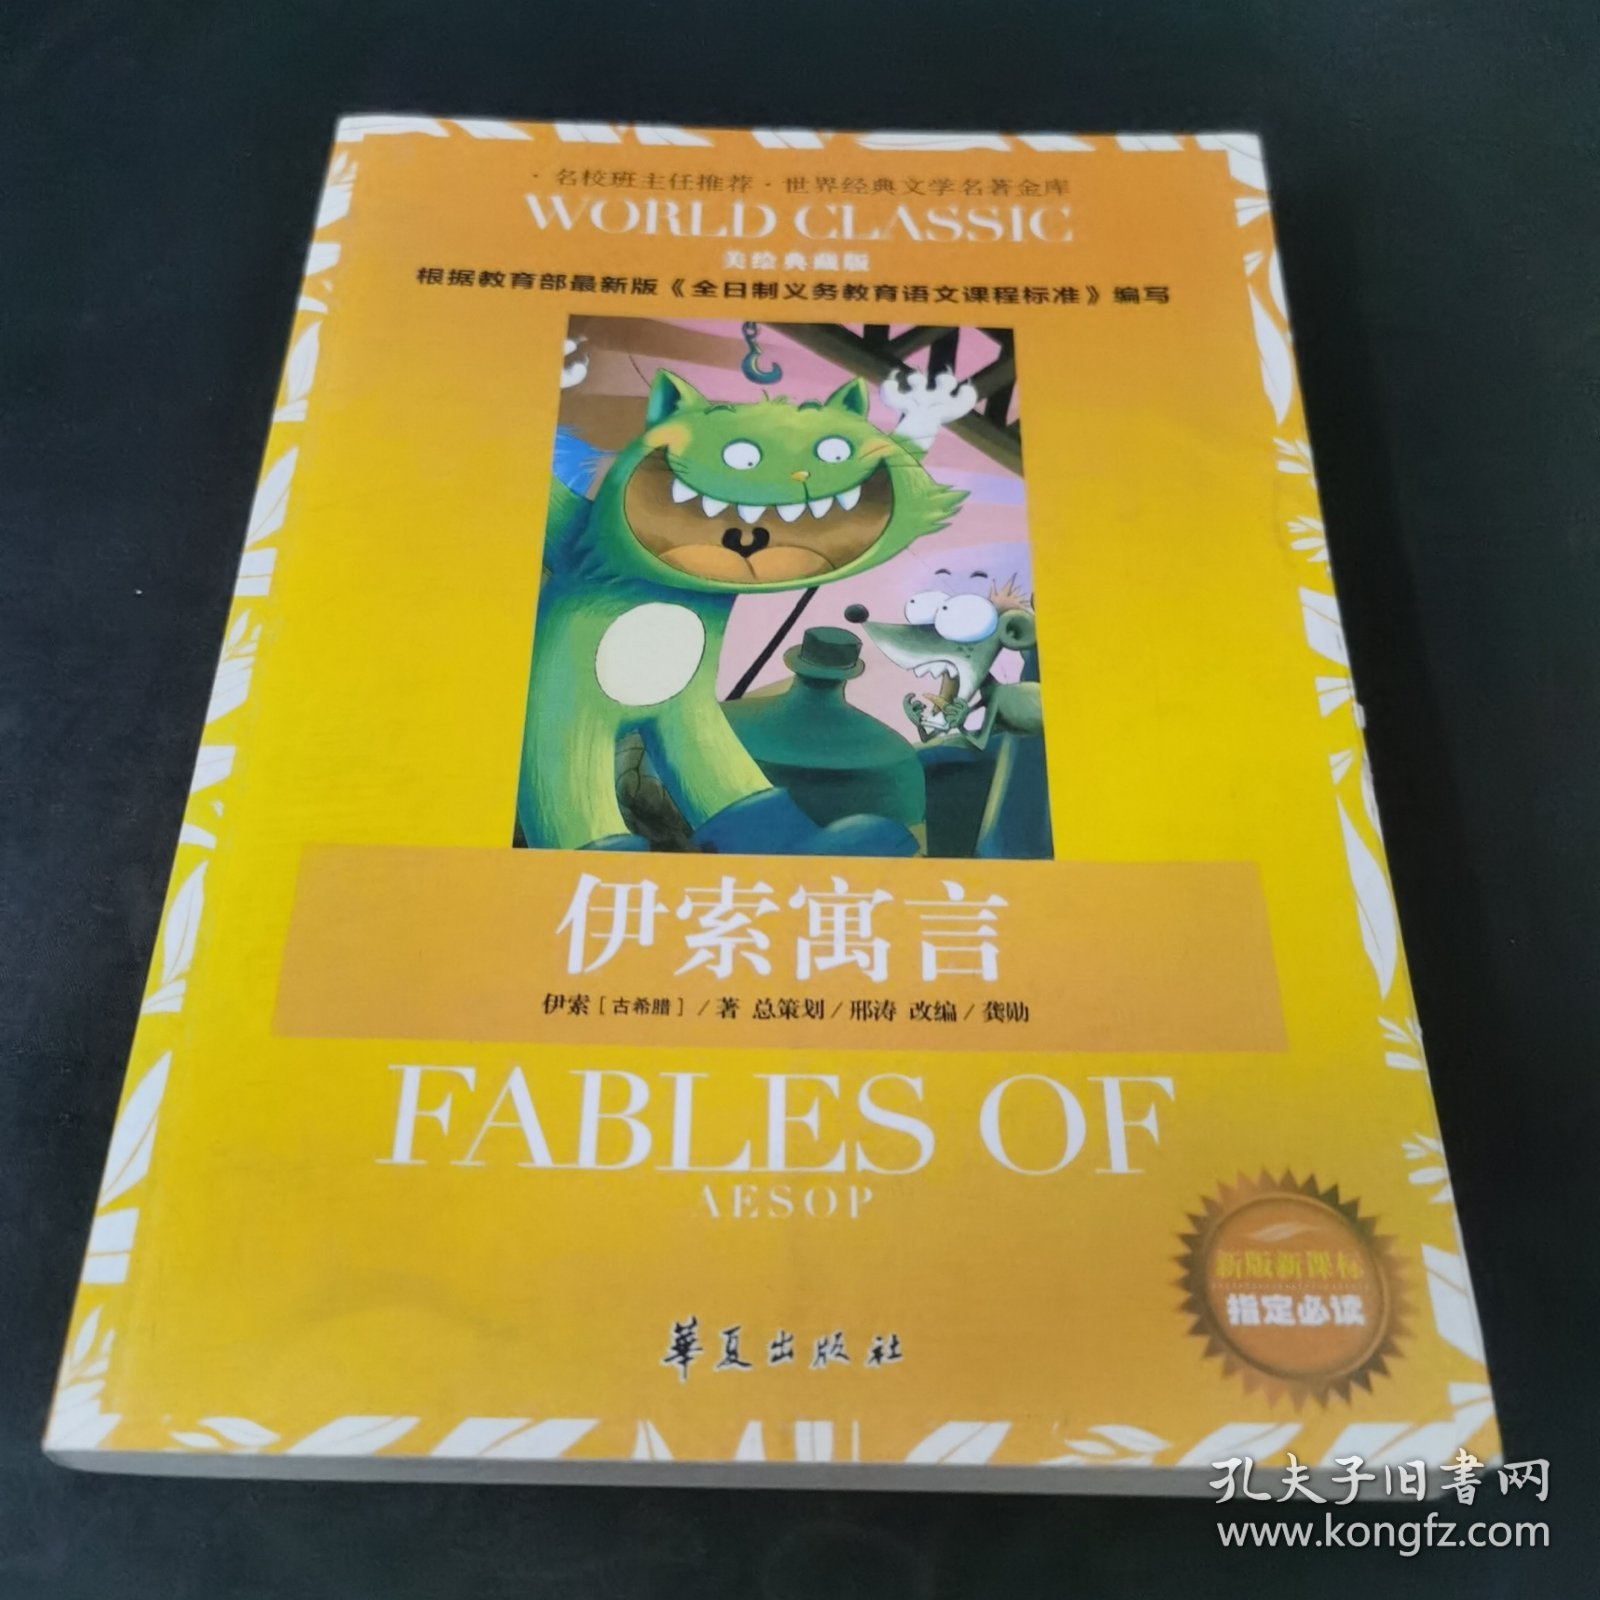 ·名校班主任推荐·世界经典文学名著金库
WORLD CLASSIC
美绘典藏版
根据教育部最新版《全日制义务教育语文课程标准》编写
伊索寓言
伊索[古希腊]/著 总策划/邢涛 改编/龚勋
FABLES OF
AESOP
新版新课标
指定必读
華夏出版社
孔夫子旧书网
www.kongfz.com